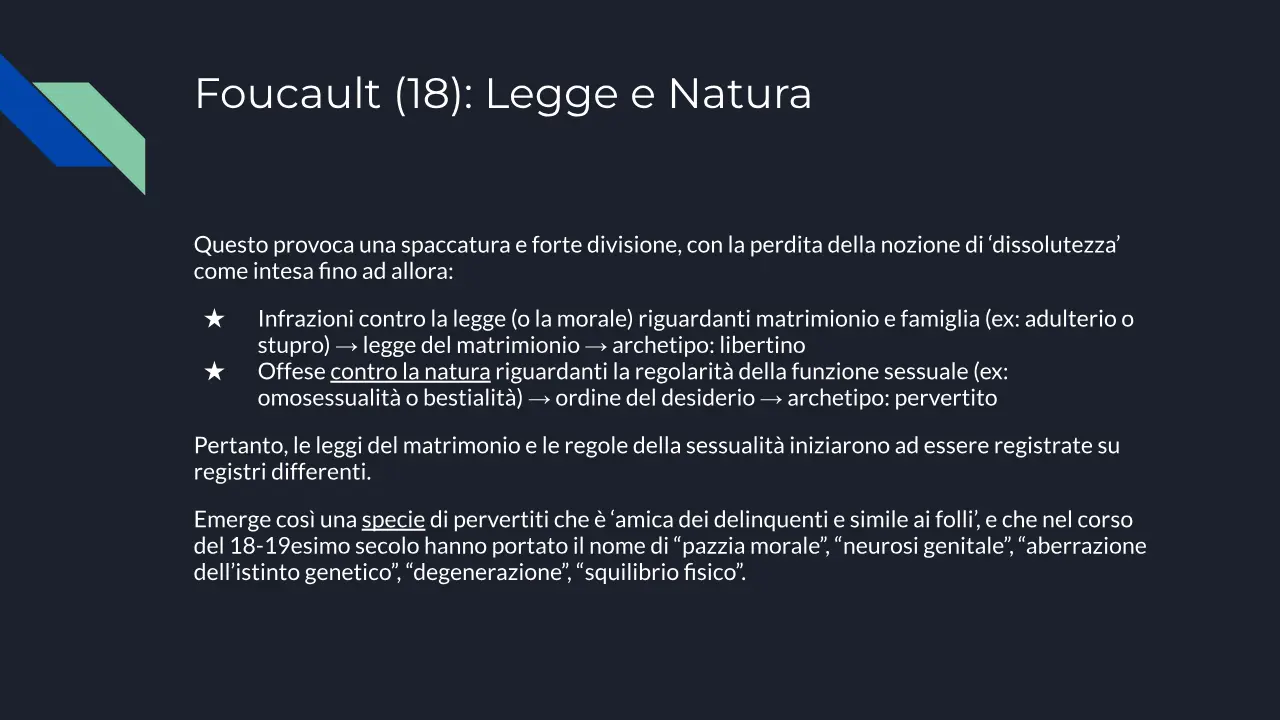 Foucault (18): Legge e Natura
Questo provoca una spaccatura e forte divisione, con la perdita della nozione di ‘dissolutezza’
come intesa fino ad allora:
★ Infrazioni contro la legge (o la morale) riguardanti matrimionio e famiglia (ex: adulterio o
stupro) → legge del matrimionio → archetipo: libertino
★ Offese contro la natura riguardanti la regolarità della funzione sessuale (ex:
omosessualità o bestialità) → ordine del desiderio → archetipo: pervertito
Pertanto, le leggi del matrimonio e le regole della sessualità iniziarono ad essere registrate su
registri differenti.
Emerge così una specie di pervertiti che è ‘amica dei delinquenti e simile ai folli’, e che nel corso
del 18-19esimo secolo hanno portato il nome di “pazzia morale”, “neurosi genitale”, “aberrazione
dell’istinto genetico”, “degenerazione”, “squilibrio fisico”.